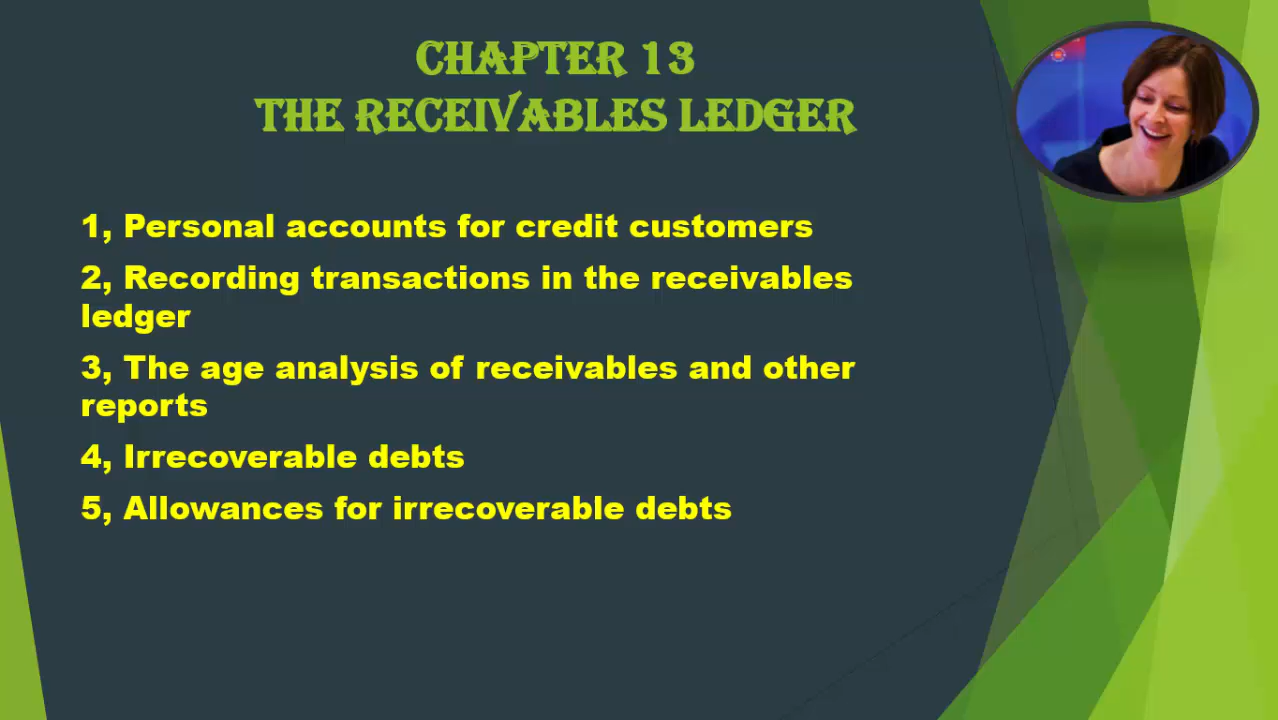 CHAPTER 13
THE RECEIVABLES LEDGER
1, Personal accounts for credit customers
2, Recording transactions in the receivables
ledger
3, The age analysis of receivables and other
reports
4, Irrecoverable debts
5, Allowances for irrecoverable debts